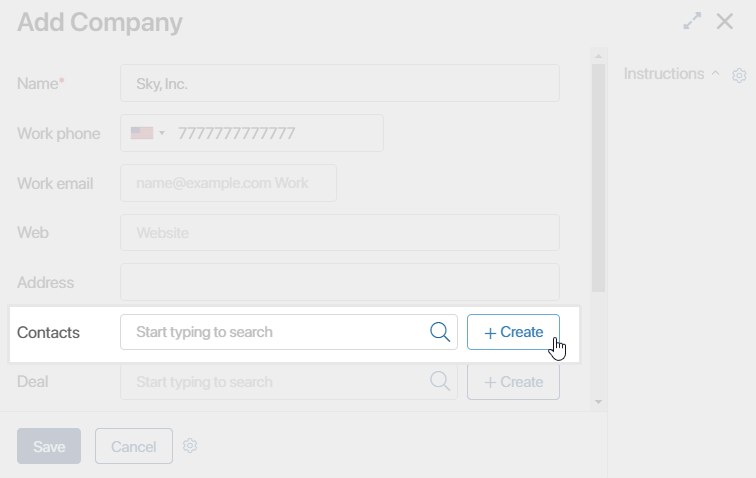 Add Company
Instructions
Name* Sky, Inc.
Work phone 7777777777777
Work email name@example.com Work
Web Website
Address
Contacts Start typing to search + Create
Deal Start typing to search + Create
Save Cancel